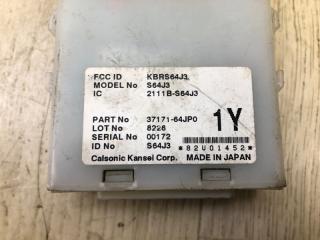 FCC ID KBRS64J3
MODEL No S64J3
IC 2111B-S64J3
PART No 37171-64JP0
LOT No 8226
SERIAL No 00172
ID No S64J3
1Y
*82U01452*
Calsonic Kansei Corp. MADE IN JAPAN